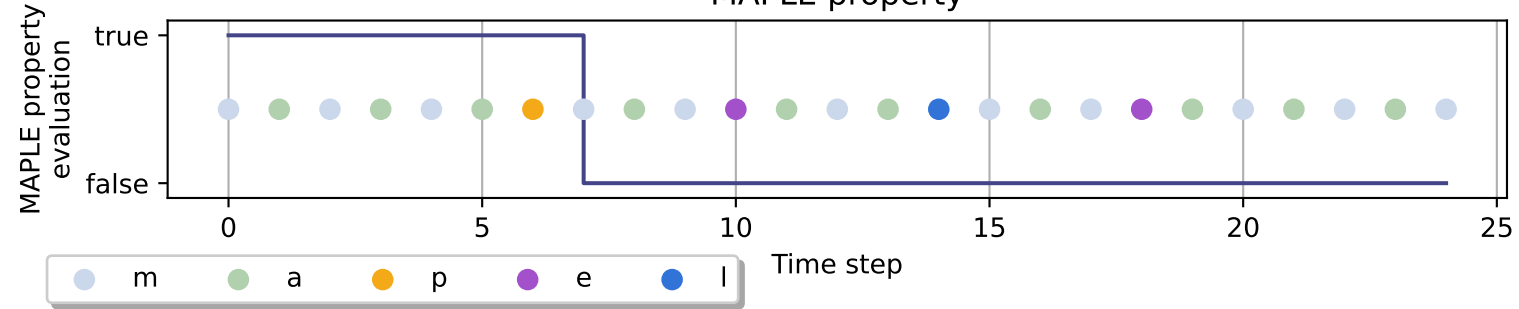 MAPLE property
MAPLE property
evaluation
true
false
0 5 10 15 20 25
Time step
m a p e l